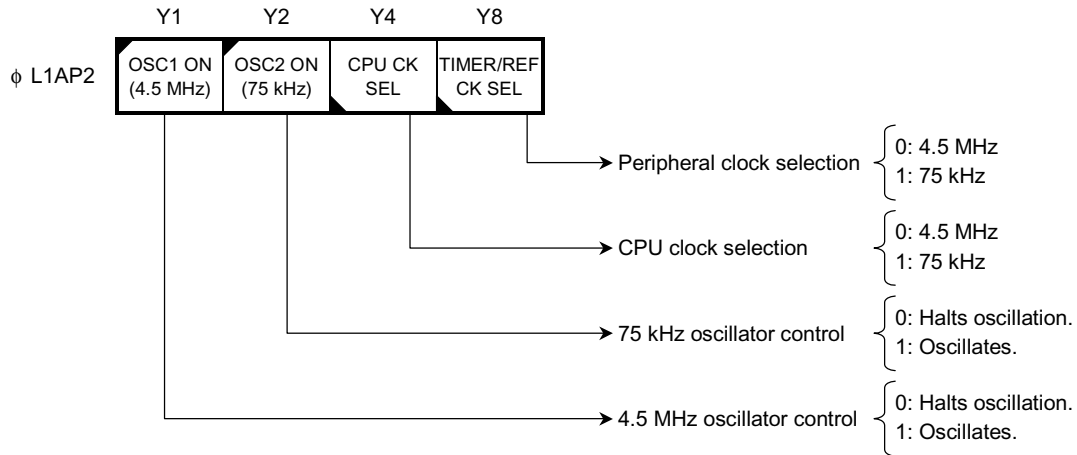 Y1 Y2 Y4 Y8
ϕ L1AP2
OSC1 ON
(4.5 MHz)
OSC2 ON
(75 kHz)
CPU CK
SEL
TIMER/REF
CK SEL
Peripheral clock selection
0: 4.5 MHz
1: 75 kHz
CPU clock selection
0: 4.5 MHz
1: 75 kHz
75 kHz oscillator control
0: Halts oscillation.
1: Oscillates.
4.5 MHz oscillator control
0: Halts oscillation.
1: Oscillates.